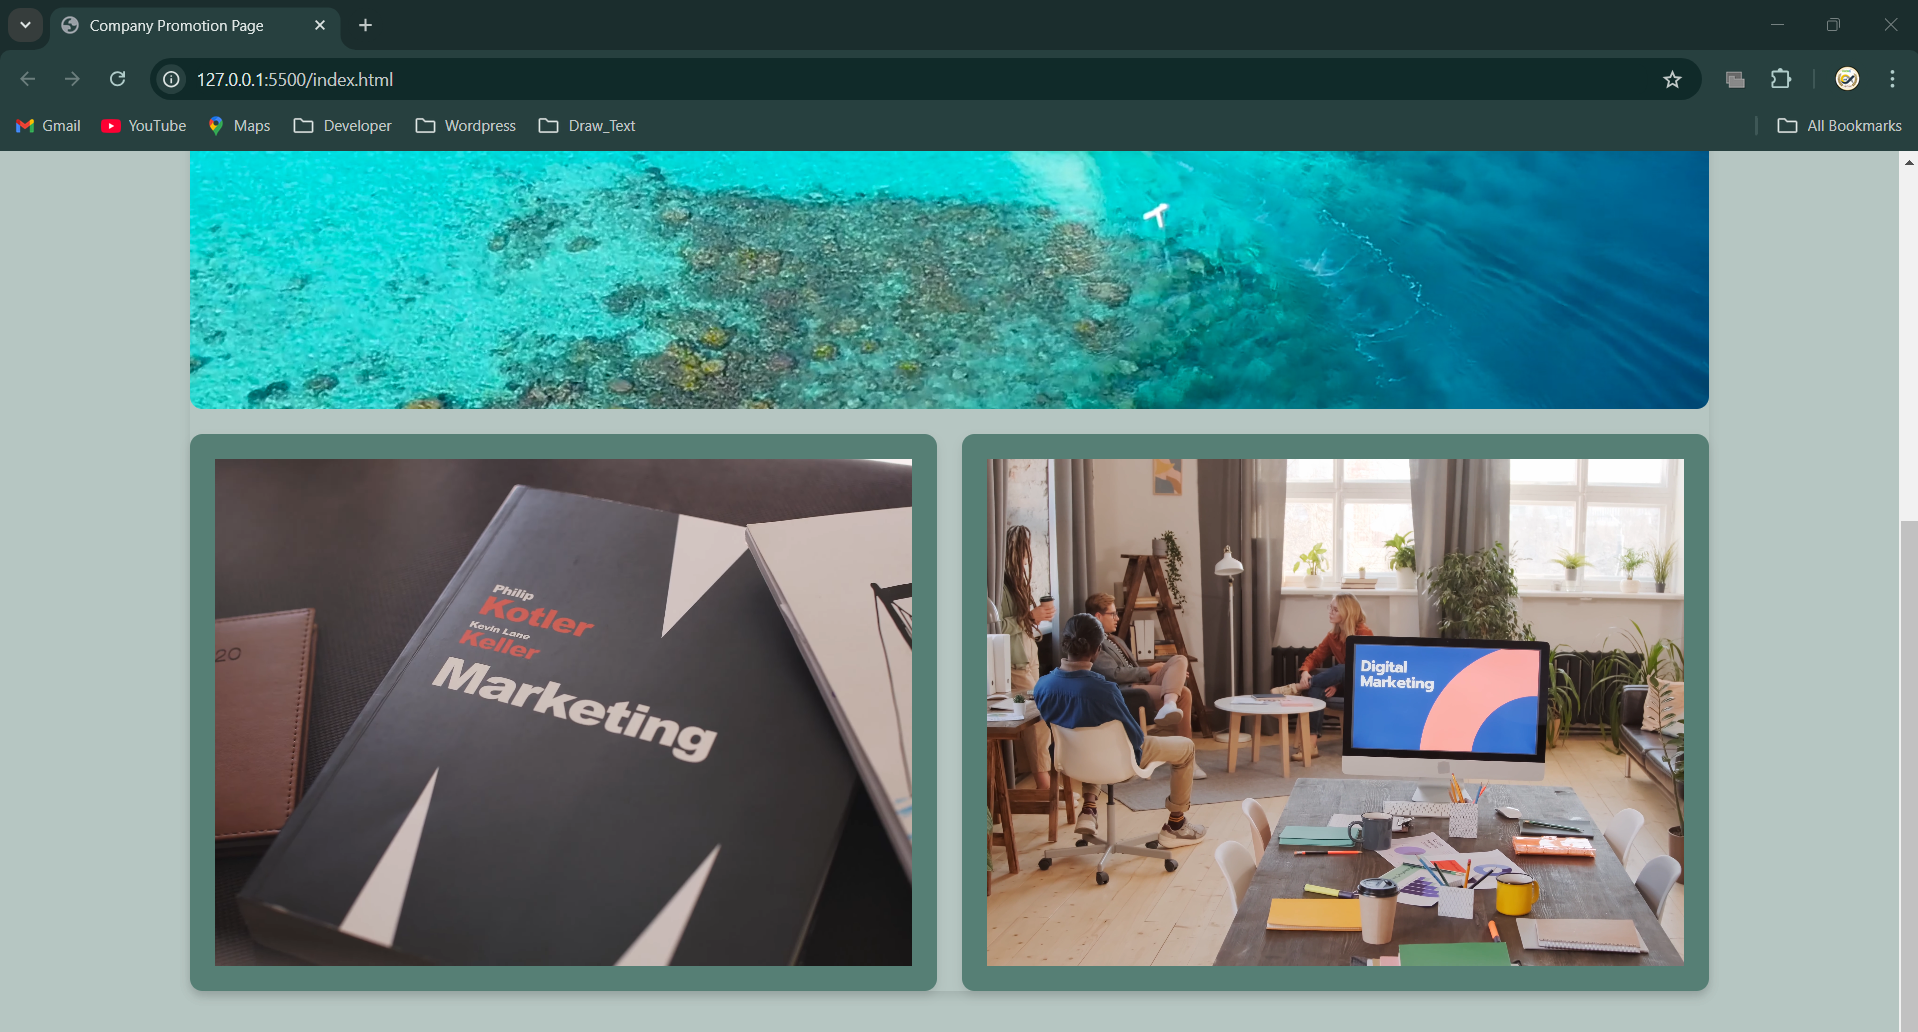 Company Promotion Page
127.0.0.1:5500/index.html
Gmail
YouTube
Maps
Developer
Wordpress
Draw_Text
All Bookmarks
20
Philip
Kotler
Kevin Lane
Keller
Marketing
Digital
Marketing